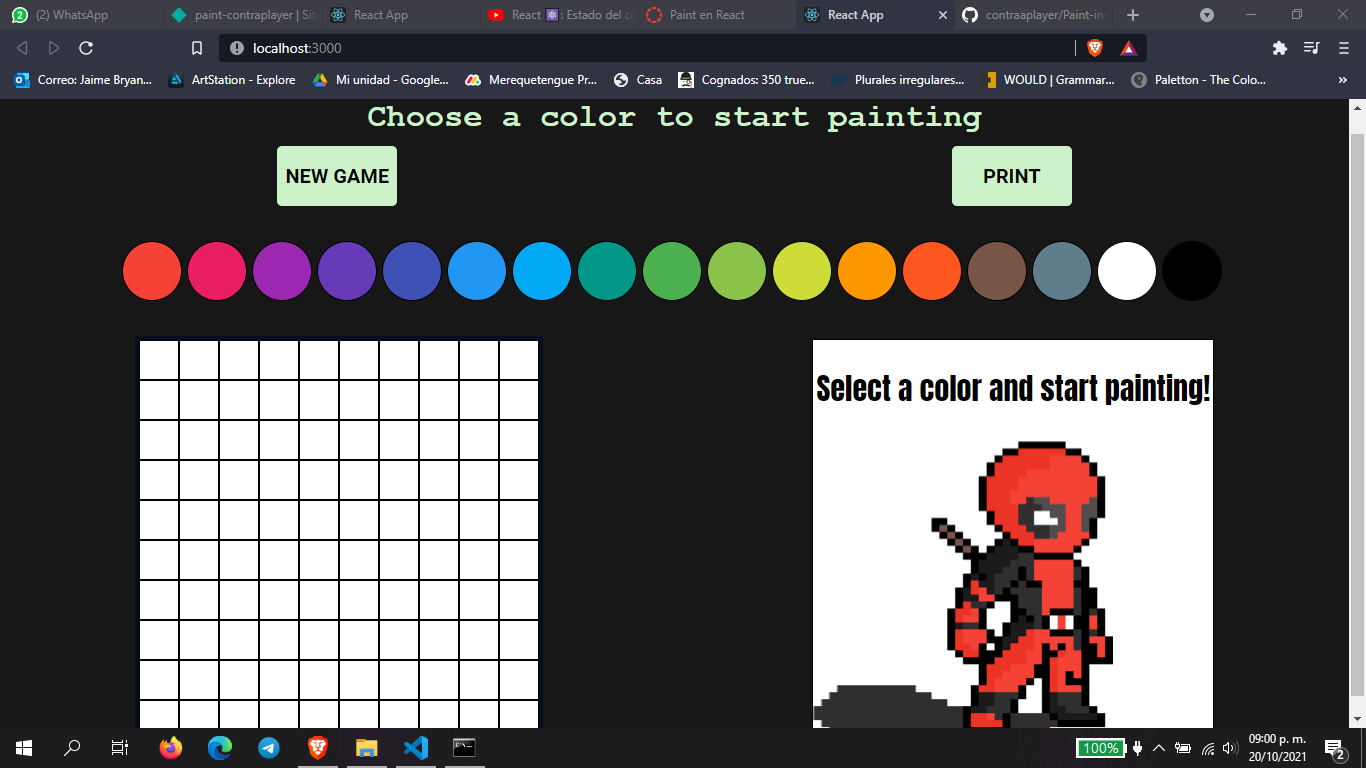 (2) WhatsApp
paint-contraplayer | Sit
React App
React ⚛️: Estado del c
Paint en React
React App
contraaplayer/Paint-in-
localhost:3000
Correo: Jaime Bryan...
ArtStation - Explore
Mi unidad - Google...
Merequetengue Pr...
Casa
Cognados: 350 true...
Plurales irregulares...
WOULD | Grammar...
Paletton - The Colo...
»
Choose a color to start painting
NEW GAME
PRINT
Select a color and start painting!
100%
09:00 p. m.
20/10/2021
2